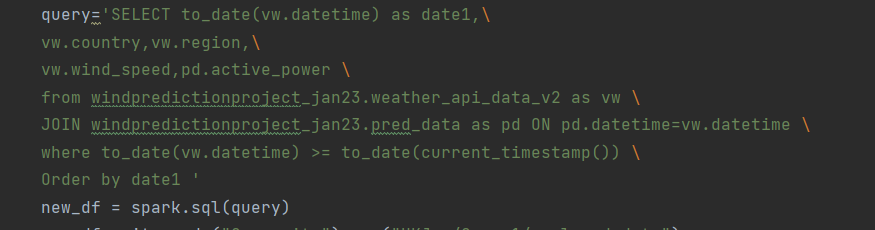 query='SELECT to_date(vw.datetime) as date1,\
vw.country,vw.region,\
vw.wind_speed,pd.active_power \
from windpredictionproject_jan23.weather_api_data_v2 as vw \
JOIN windpredictionproject_jan23.pred_data as pd ON pd.datetime=vw.datetime \
where to_date(vw.datetime) >= to_date(current_timestamp()) \
Order by date1 '
new_df = spark.sql(query)